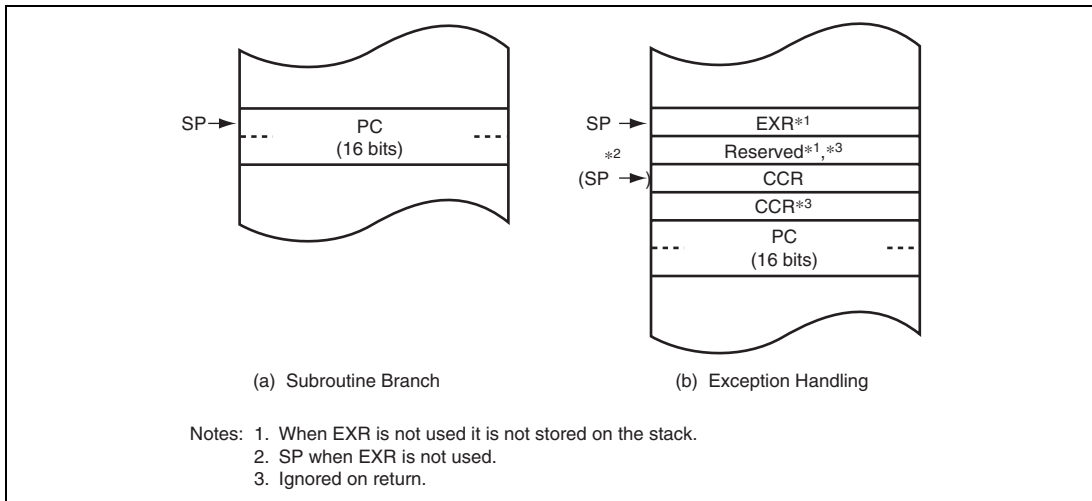 SP
PC
(16 bits)
(a) Subroutine Branch
SP
EXR*1
*2
Reserved*1,*3
(SP )
CCR
CCR*3
PC
(16 bits)
(b) Exception Handling
Notes: 1. When EXR is not used it is not stored on the stack.
2. SP when EXR is not used.
3. Ignored on return.